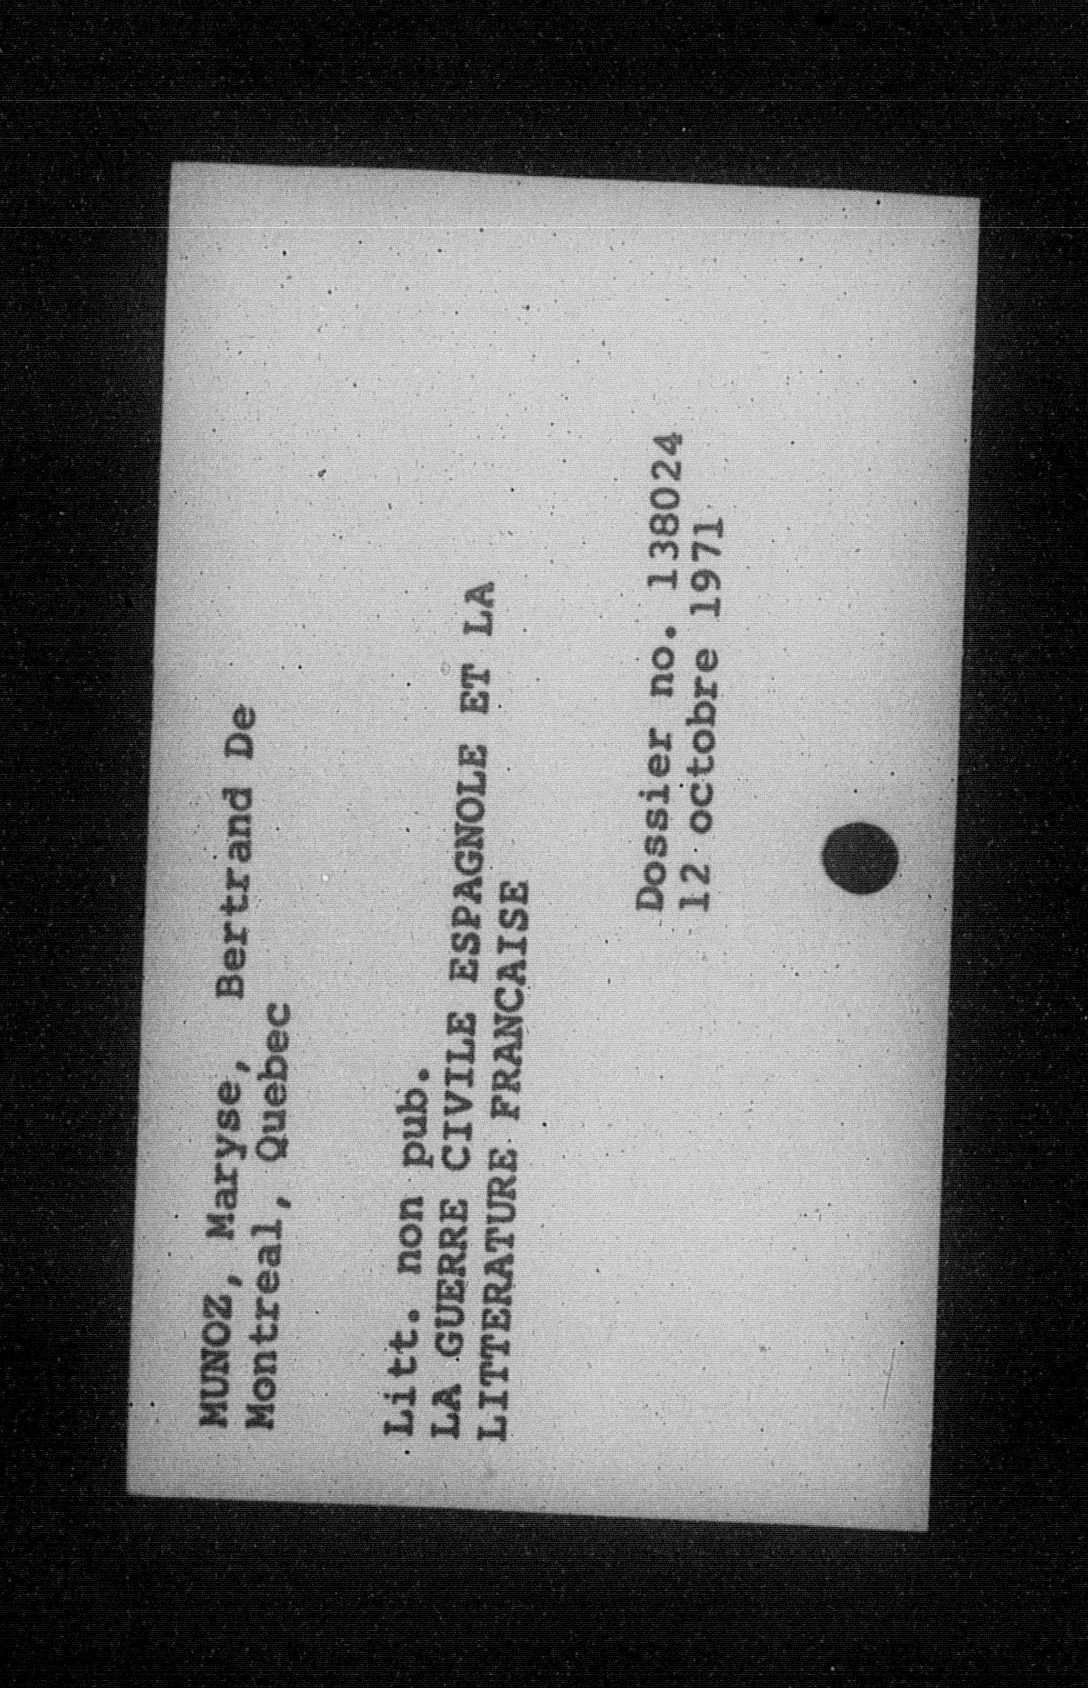 MUNOZ, Maryse, Bertrand De
Montreal, Quebec
Litt. non pub.
LA GUERRE CIVILE ESPAGNOLE ET LA
LITTERATURE FRANCAISE
Dossier no. 138024
12 octobre 1971